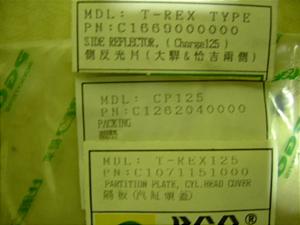 MDL: T-REX TYPE
PN:C1669000000
SIDE REFLECTOR, (Charge125)
側反光片(大驛&恰吉兩側)
MDL: CP125
PN:C1262040000
PACKING
MDL: T-REX125
PN:C1071151000
PARTITION PLATE, CYL.HEAD COVER
隔板(汽缸頭蓋)